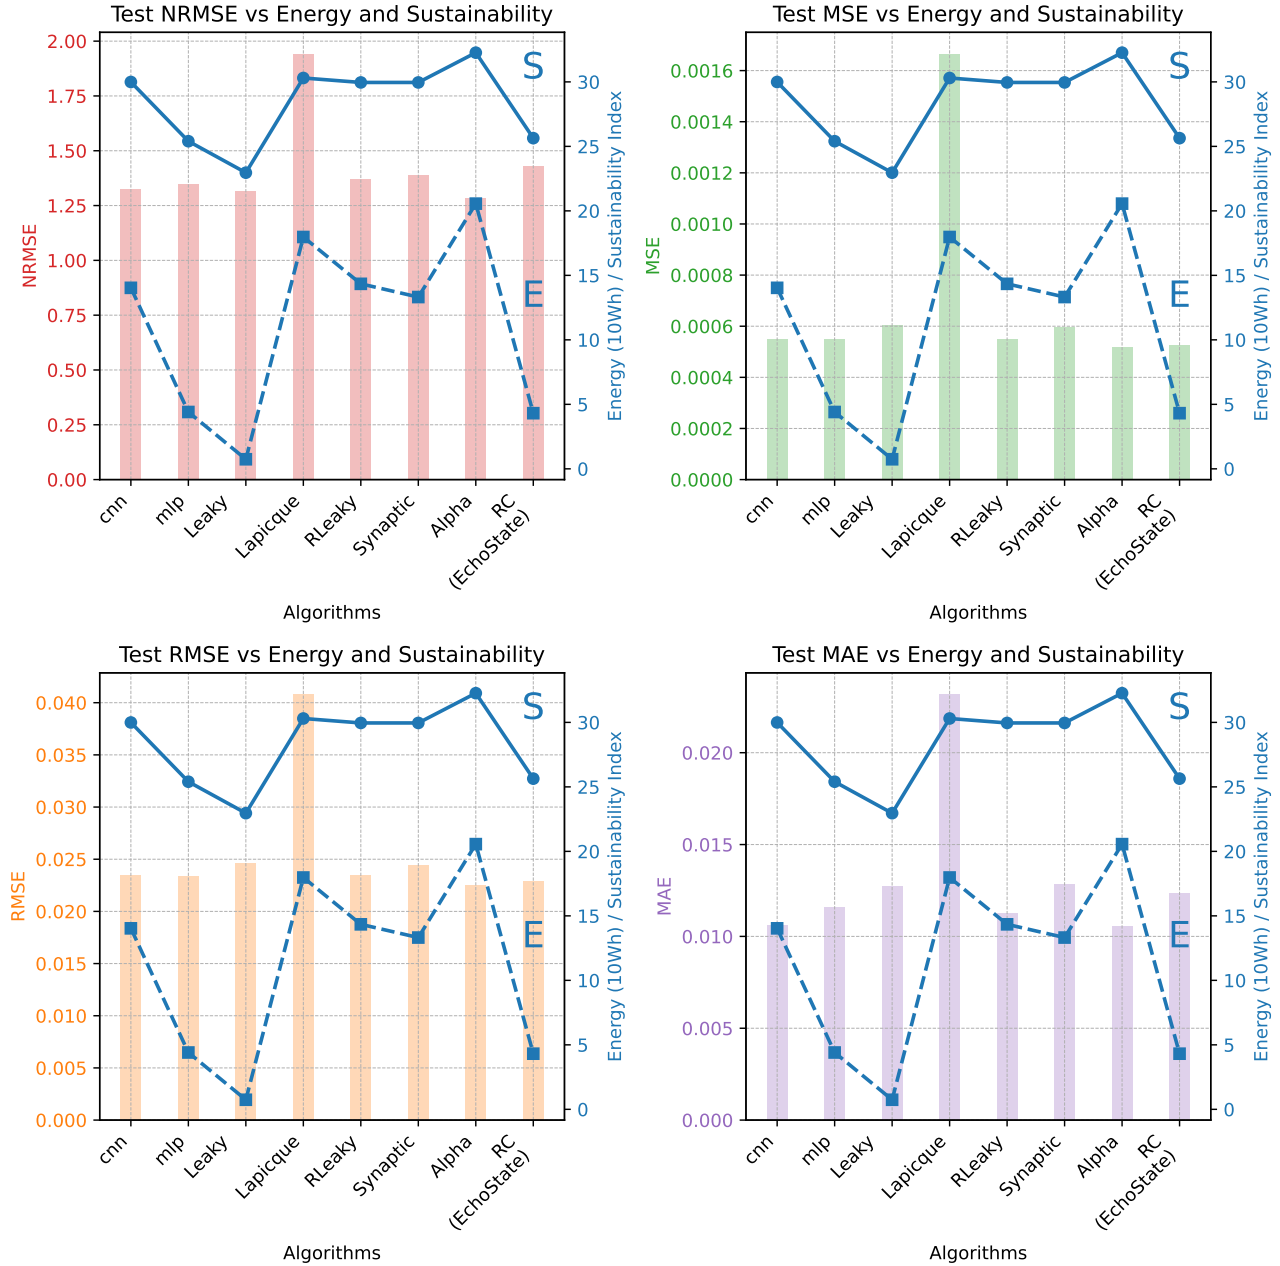 Test NRMSE vs Energy and Sustainability
NRMSE
2.00
1.75
1.50
1.25
1.00
0.75
0.50
0.25
0.00
S
E
30
25
20
15
10
5
0
Energy (10Wh) / Sustainability Index
cnn
mlp
Leaky
Lapicque
RLeaky
Synaptic
Alpha
RC
(EchoState)
Algorithms
Test MSE vs Energy and Sustainability
MSE
0.0016
0.0014
0.0012
0.0010
0.0008
0.0006
0.0004
0.0002
0.0000
S
E
30
25
20
15
10
5
0
Energy (10Wh) / Sustainability Index
cnn
mlp
Leaky
Lapicque
RLeaky
Synaptic
Alpha
RC
(EchoState)
Algorithms
Test RMSE vs Energy and Sustainability
RMSE
0.040
0.035
0.030
0.025
0.020
0.015
0.010
0.005
0.000
S
E
30
25
20
15
10
5
0
Energy (10Wh) / Sustainability Index
cnn
mlp
Leaky
Lapicque
RLeaky
Synaptic
Alpha
RC
(EchoState)
Algorithms
Test MAE vs Energy and Sustainability
MAE
0.020
0.015
0.010
0.005
0.000
S
E
30
25
20
15
10
5
0
Energy (10Wh) / Sustainability Index
cnn
mlp
Leaky
Lapicque
RLeaky
Synaptic
Alpha
RC
(EchoState)
Algorithms